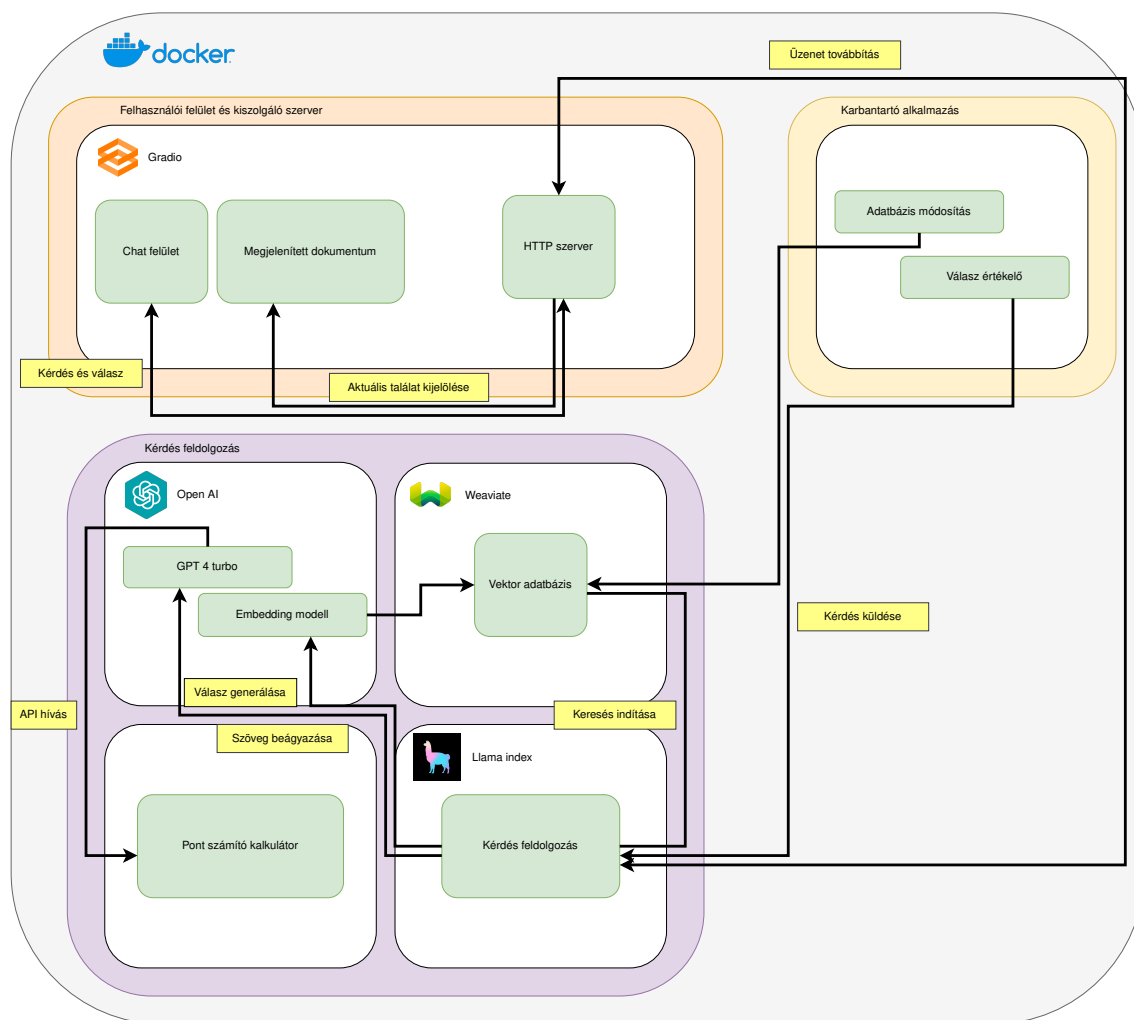 docker
Üzenet továbbítás
Felhasználói felület és kiszolgáló szerver
Karbantartó alkalmazás
Gradio
Chat felület
Megjelenített dokumentum
HTTP szerver
Adatbázis módosítás
Válasz értékelő
Kérdés és válasz
Aktuális találat kijelölése
Kérdés feldolgozás
Open AI
Weaviate
GPT 4 turbo
Embedding modell
Vektor adatbázis
Kérdés küldése
Válasz generálása
API hívás
Keresés indítása
Szöveg beágyazása
Llama index
Pont számító kalkulátor
Kérdés feldolgozás